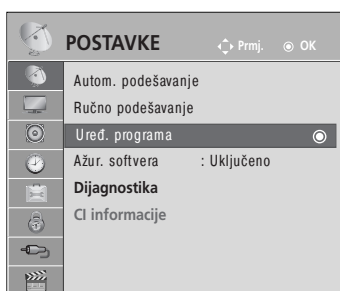 POSTAVKE Prmj. OK
Autom. podešavanje
Ručno podešavanje
Uređ. programa
Ažur. softvera : Uključeno
Dijagnostika
CI informacije